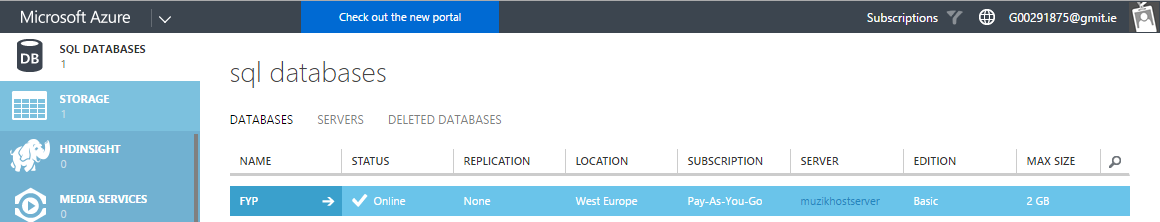 Microsoft Azure Check out the new portal Subscriptions G00291875@gmit.ie
DB SQL DATABASES
1
STORAGE
1
HDINSIGHT
0
MEDIA SERVICES
0
sql databases
DATABASES SERVERS DELETED DATABASES
NAME STATUS REPLICATION LOCATION SUBSCRIPTION SERVER EDITION MAX SIZE
FYP Online None West Europe Pay-As-You-Go muzikhostserver Basic 2 GB